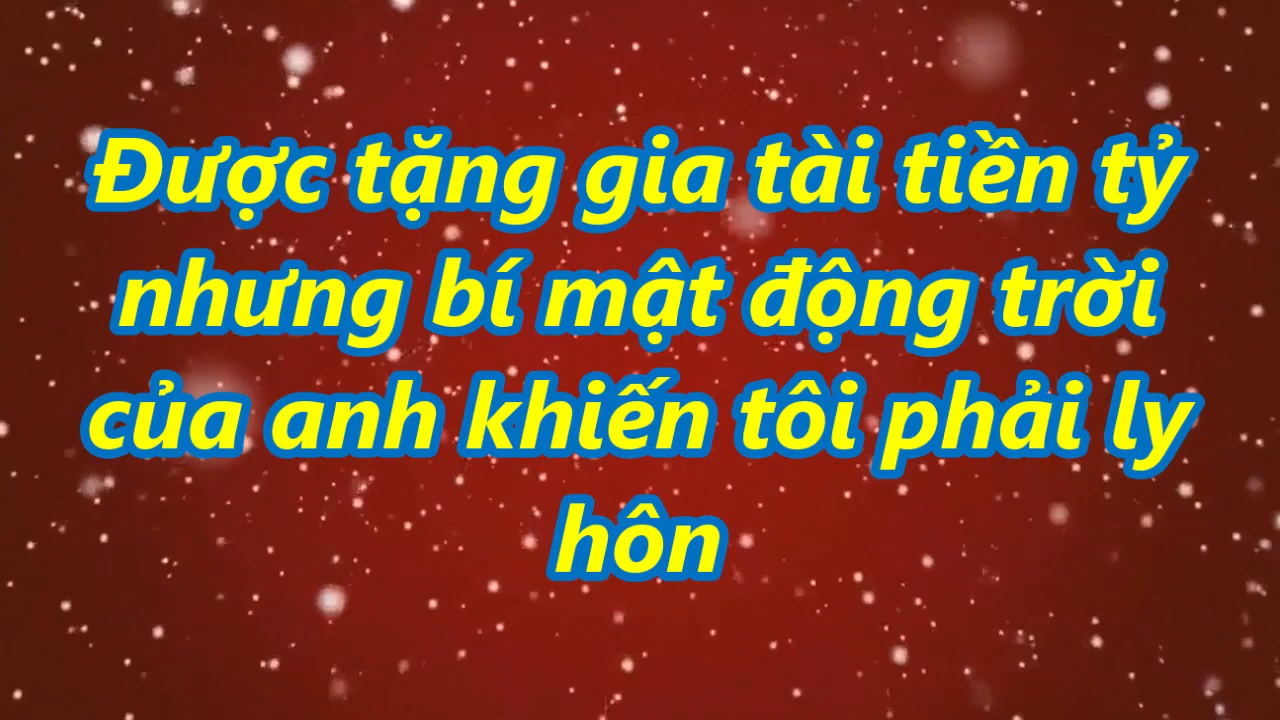 Được tặng gia tài tiền tỷ
nhưng bí mật động trời
của anh khiến tôi phải ly
hôn